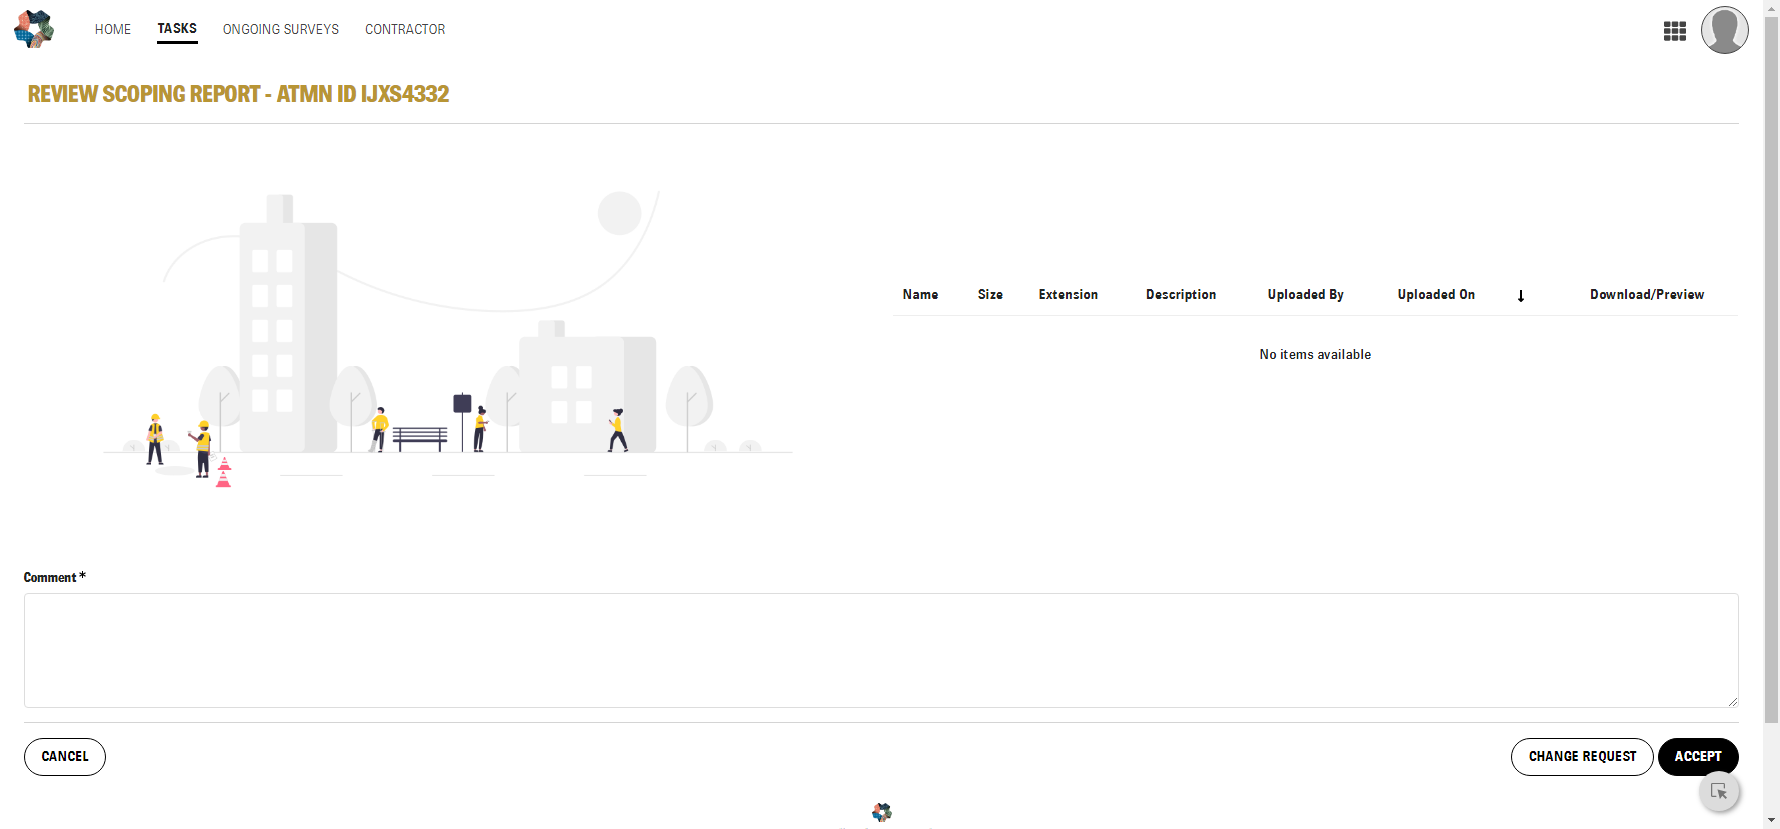 HOME TASKS ONGOING SURVEYS CONTRACTOR
REVIEW SCOPING REPORT - ATMN ID IJXS4332
Name Size Extension Description Uploaded By Uploaded On ↓ Download/Preview
No items available
Comment *
CANCEL CHANGE REQUEST ACCEPT